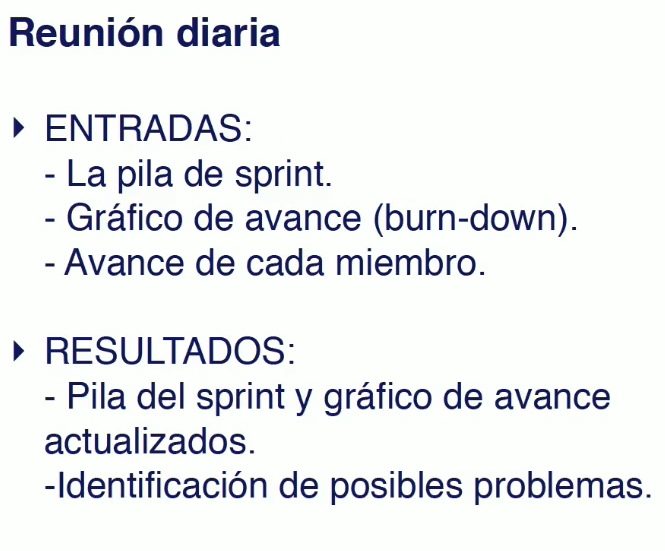 Reunión diaria
ENTRADAS:
- La pila de sprint.
- Gráfico de avance (burn-down).
- Avance de cada miembro.
RESULTADOS:
- Pila del sprint y gráfico de avance
actualizados.
-Identificación de posibles problemas.